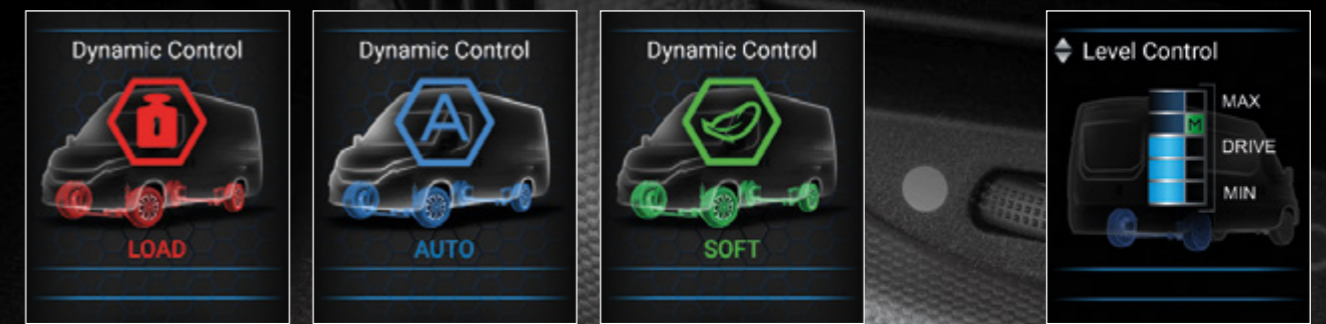 Dynamic Control
A
LOAD
Dynamic Control
AUTO
Dynamic Control
SOFT
Level Control
MAX
M
DRIVE
MIN